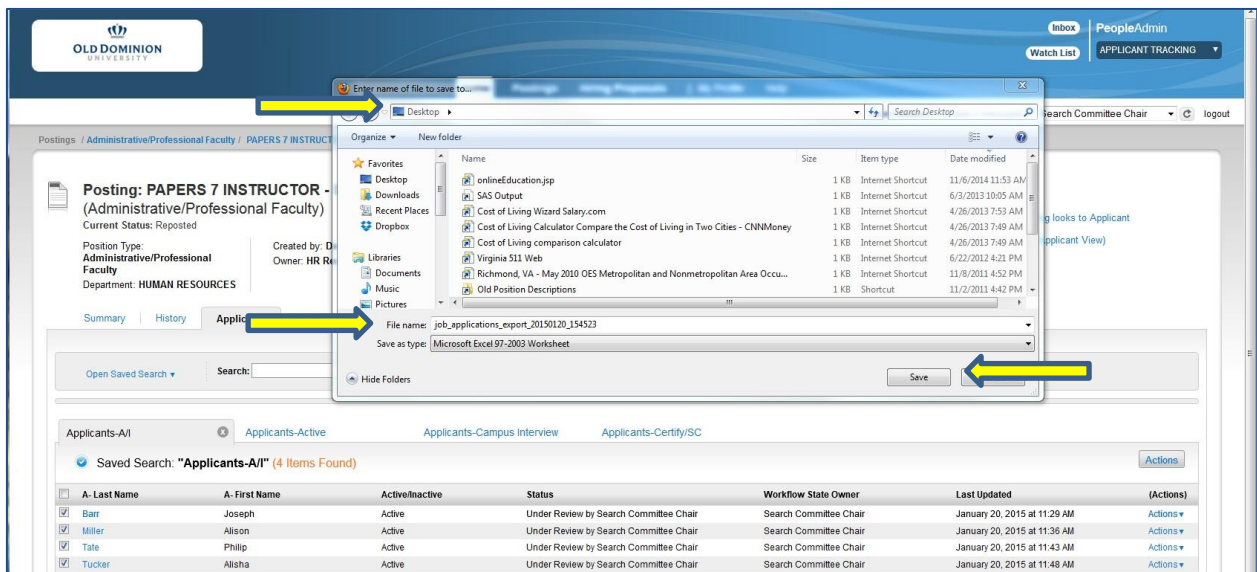 OLD DOMINION
UNIVERSITY
Inbox
PeopleAdmin
Watch List
APPLICANT TRACKING
Enter name of file to save to...
Postings
Hiring Proposals
My Profile
Help
Desktop
Search Desktop
Search Committee Chair
logout
Postings / Administrative/Professional Faculty / PAPERS 7 INSTRUCT
Organize
New folder
Favorites
Desktop
Downloads
Recent Places
Dropbox
Libraries
Documents
Music
Pictures
Name Size Item type Date modified
onlineEducation.jsp 1 KB Internet Shortcut 11/6/2014 11:53 AM
SAS Output 1 KB Internet Shortcut 6/3/2013 10:05 AM
Cost of Living Wizard Salary.com 1 KB Internet Shortcut 4/26/2013 7:53 AM
Cost of Living Calculator Compare the Cost of Living in Two Cities - CNNMoney 1 KB Internet Shortcut 4/26/2013 7:49 AM
Cost of Living comparison calculator 1 KB Internet Shortcut 4/26/2013 7:49 AM
Virginia 511 Web 1 KB Internet Shortcut 6/22/2012 4:21 PM
Richmond, VA - May 2010 OES Metropolitan and Nonmetropolitan Area Occu... 1 KB Internet Shortcut 11/8/2011 4:52 PM
Old Position Descriptions 1 KB Shortcut 11/2/2011 4:42 PM
Posting: PAPERS 7 INSTRUCTOR -
(Administrative/Professional Faculty)
Current Status: Reposted
Position Type:
Administrative/Professional
Faculty
Department: HUMAN RESOURCES
Created by:
Owner: HR
looks to Applicant
Applicant View)
Summary
History
Applic
File name: job_applications_export_20150120_154523
Save as type: Microsoft Excel 97-2003 Worksheet
Hide Folders
Save
Open Saved Search
Search:
Applicants-A/I
Applicants-Active
Applicants-Campus Interview
Applicants-Certify/SC
Saved Search: "Applicants-A/I" (4 Items Found)
Actions
A- Last Name A- First Name Active/Inactive Status Workflow State Owner Last Updated (Actions)
Barr Joseph Active Under Review by Search Committee Chair Search Committee Chair January 20, 2015 at 11:29 AM Actions
Miller Alison Active Under Review by Search Committee Chair Search Committee Chair January 20, 2015 at 11:36 AM Actions
Tate Philip Active Under Review by Search Committee Chair Search Committee Chair January 20, 2015 at 11:43 AM Actions
Tucker Alisha Active Under Review by Search Committee Chair Search Committee Chair January 20, 2015 at 11:48 AM Actions